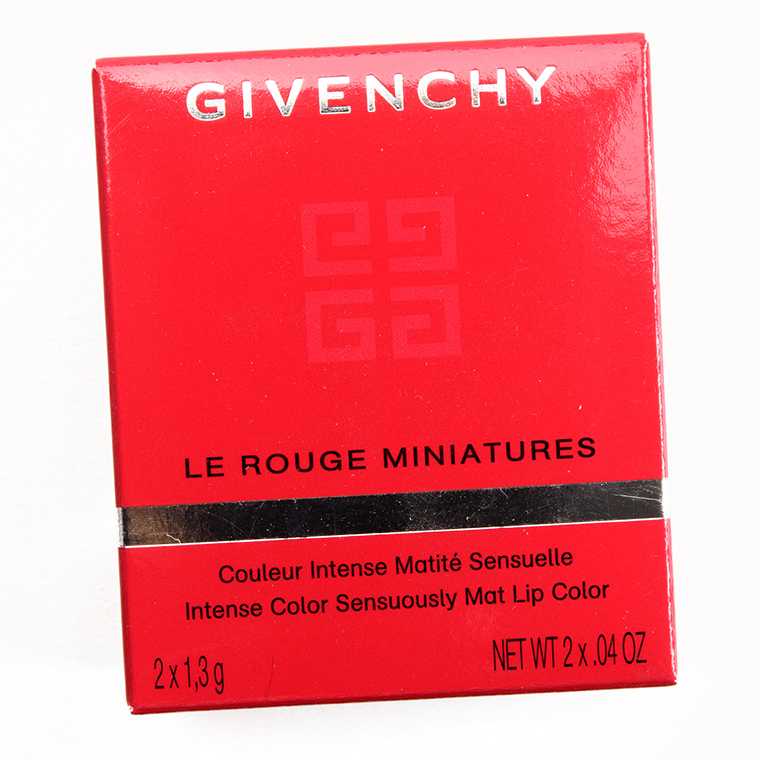 GIVENCHY
LE ROUGE MINIATURES
Couleur Intense Matité Sensuelle
Intense Color Sensuously Mat Lip Color
2 x 1,3 g
NET WT 2 x .04 OZ